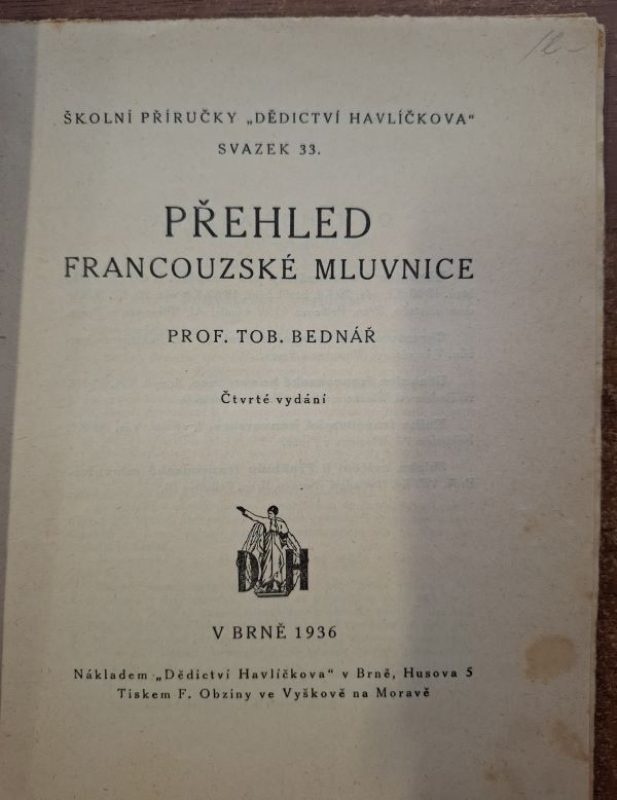 ŠKOLNÍ PŘÍRUČKY „DĚDICTVÍ HAVLÍČKOVA“
SVAZEK 33.
PŘEHLED
FRANCOUZSKÉ MLUVNICE
PROF. TOB. BEDNÁŘ
Čtvrté vydání
D H
V BRNĚ 1936
Nákladem „Dědictví Havlíčkova“ v Brně, Husova 5
Tiskem F. Obziny ve Vyškově na Moravě